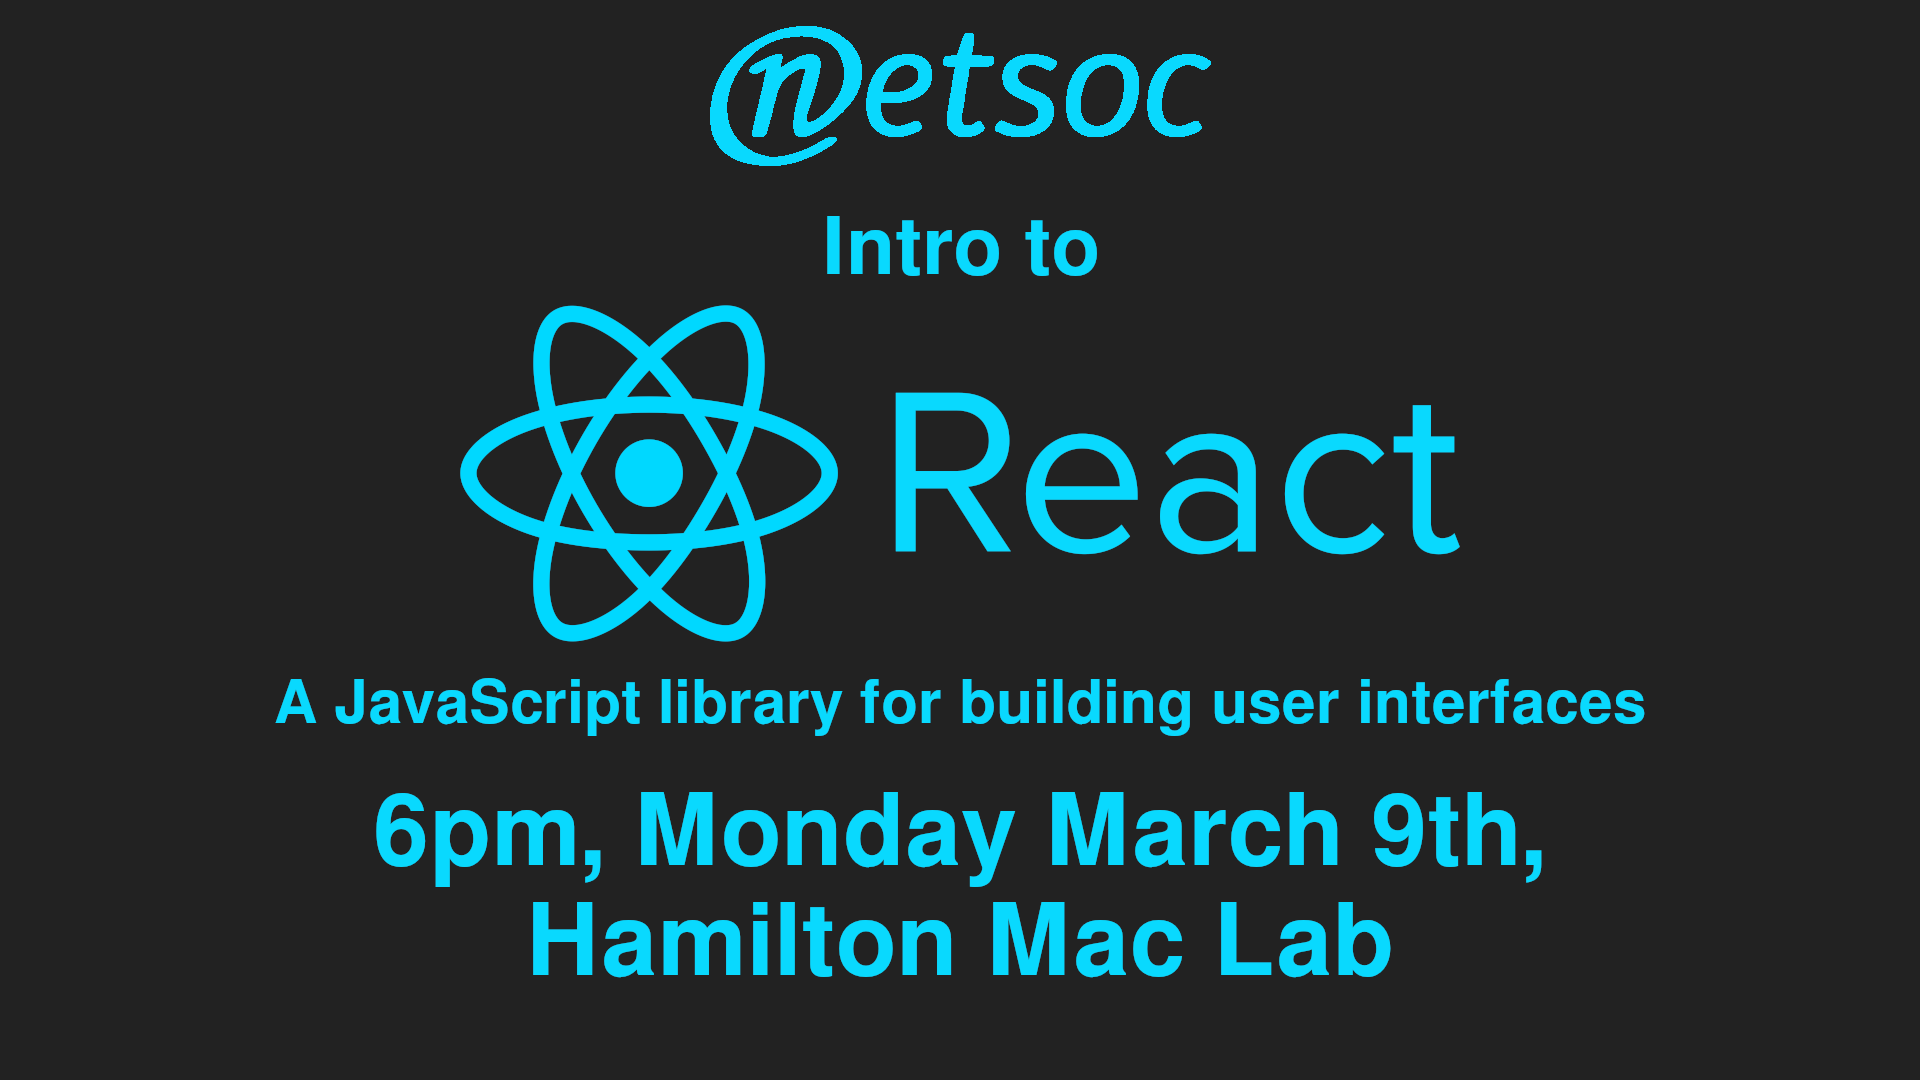 netsoc
Intro to
React
A JavaScript library for building user interfaces
6pm, Monday March 9th,
Hamilton Mac Lab